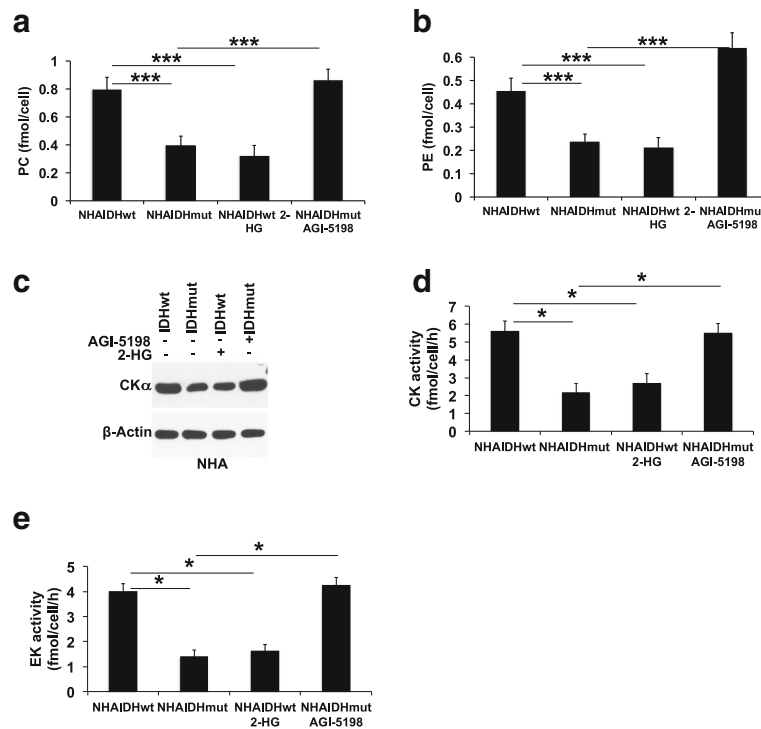 a
***
***
***
PC (fmol/cell)
1
0.8
0.6
0.4
0.2
0
NHAIDHwt NHAIDHmut NHAIDHwt 2- NHAIDHmut
HG AGI-5198
b
***
***
***
PE (fmol/cell)
0.6
0.5
0.4
0.3
0.2
0.1
0
NHAIDHwt NHAIDHmut NHAIDHwt 2- NHAIDHmu
HG AGI-5198
c
IDHwt IDHmut IDHwt IDHmut
AGI-5198 - - - +
2-HG - - + -
CKα
β-Actin
NHA
d
*
*
*
CK activity
(fmol/cell/h)
7
6
5
4
3
2
1
0
NHAIDHwt NHAIDHmut NHAIDHwt NHAIDHmut
2-HG AGI-5198
e
*
*
*
EK activity
(fmol/cell/h)
5
4
3
2
1
0
NHAIDHwt NHAIDHmut NHAIDHwt NHAIDHmut
2-HG AGI-5198